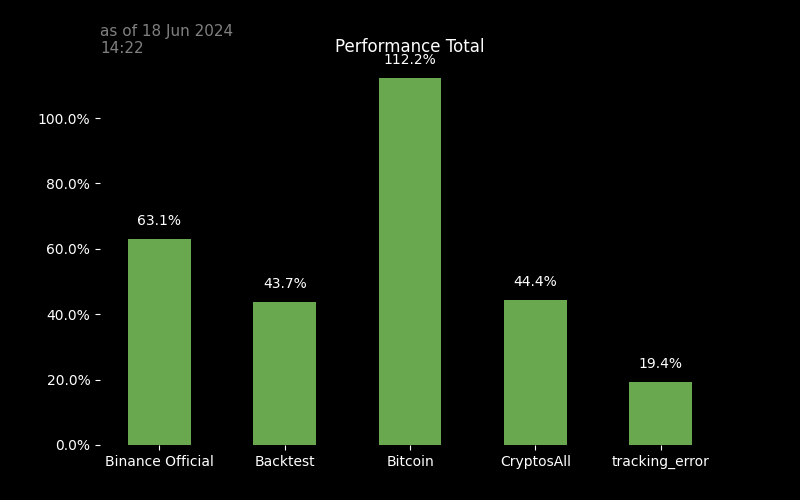 as of 18 Jun 2024
14:22
Performance Total
112.2%
100.0%
80.0%
63.1%
60.0%
43.7%
44.4%
40.0%
19.4%
20.0%
0.0%
Binance Official
Backtest
Bitcoin
CryptosAll
tracking_error